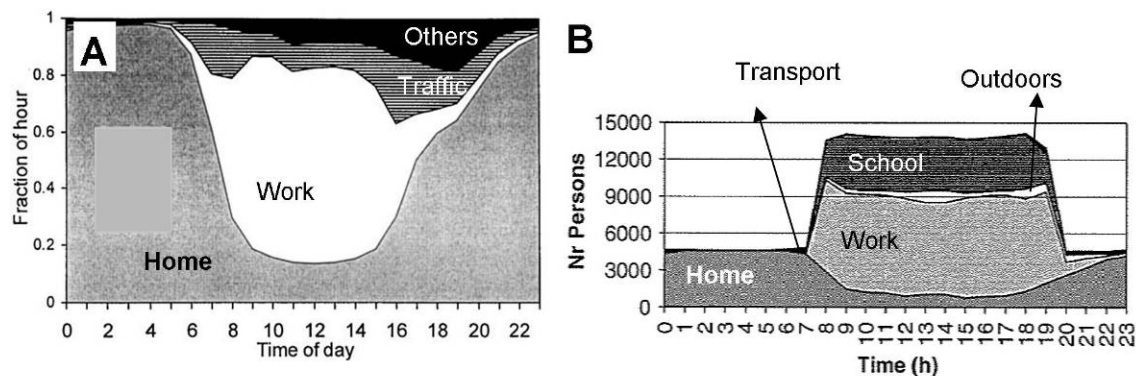 A
Fraction of hour
1
0.8
0.6
0.4
0.2
0
Others
Traffic
Work
Home
0 2 4 6 8 10 12 14 16 18 20 22
Time of day
B
Transport
Outdoors
Nr Persons
15000
12000
9000
6000
3000
0
School
Work
Home
0 1 2 3 4 5 6 7 8 9 10 11 12 13 14 15 16 17 18 19 20 21 22 23
Time (h)